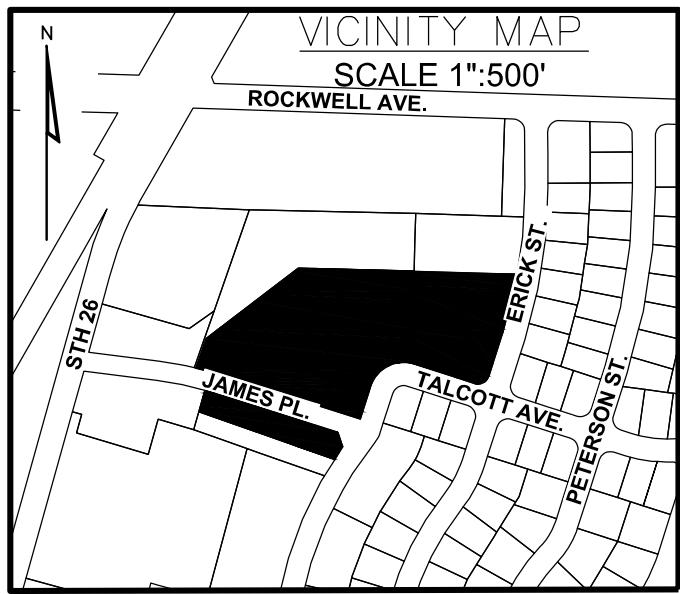 VICINITY MAP
N
SCALE 1":500'
ROCKWELL AVE.
ERICK ST.
STH 26
JAMES PL.
TALCOTT AVE.
PETERSON ST.